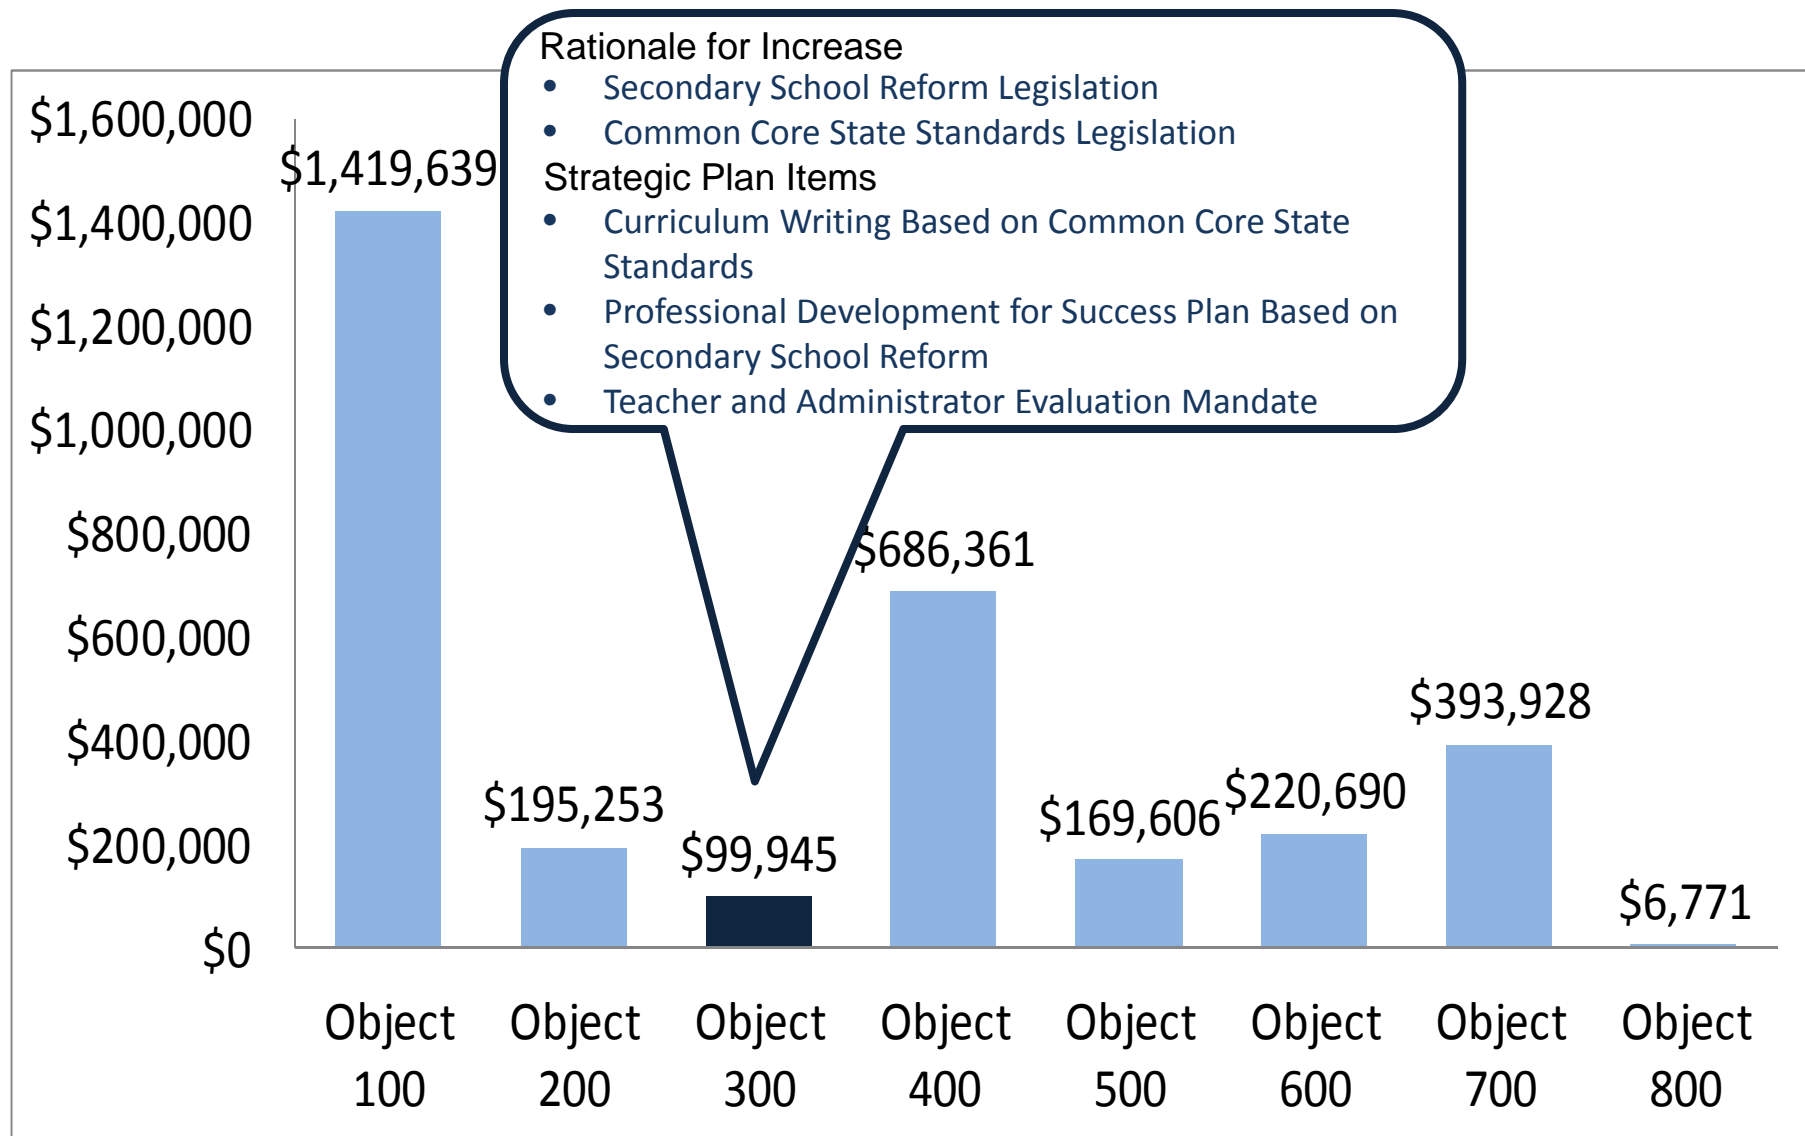 Rationale for Increase
• Secondary School Reform Legislation
• Common Core State Standards Legislation
Strategic Plan Items
• Curriculum Writing Based on Common Core State
Standards
• Professional Development for Success Plan Based on
Secondary School Reform
• Teacher and Administrator Evaluation Mandate
$1,600,000
$1,400,000
$1,200,000
$1,000,000
$800,000
$600,000
$400,000
$200,000
$0
$1,419,639
$195,253
$99,945
$686,361
$169,606
$220,690
$393,928
$6,771
Object
100
Object
200
Object
300
Object
400
Object
500
Object
600
Object
700
Object
800